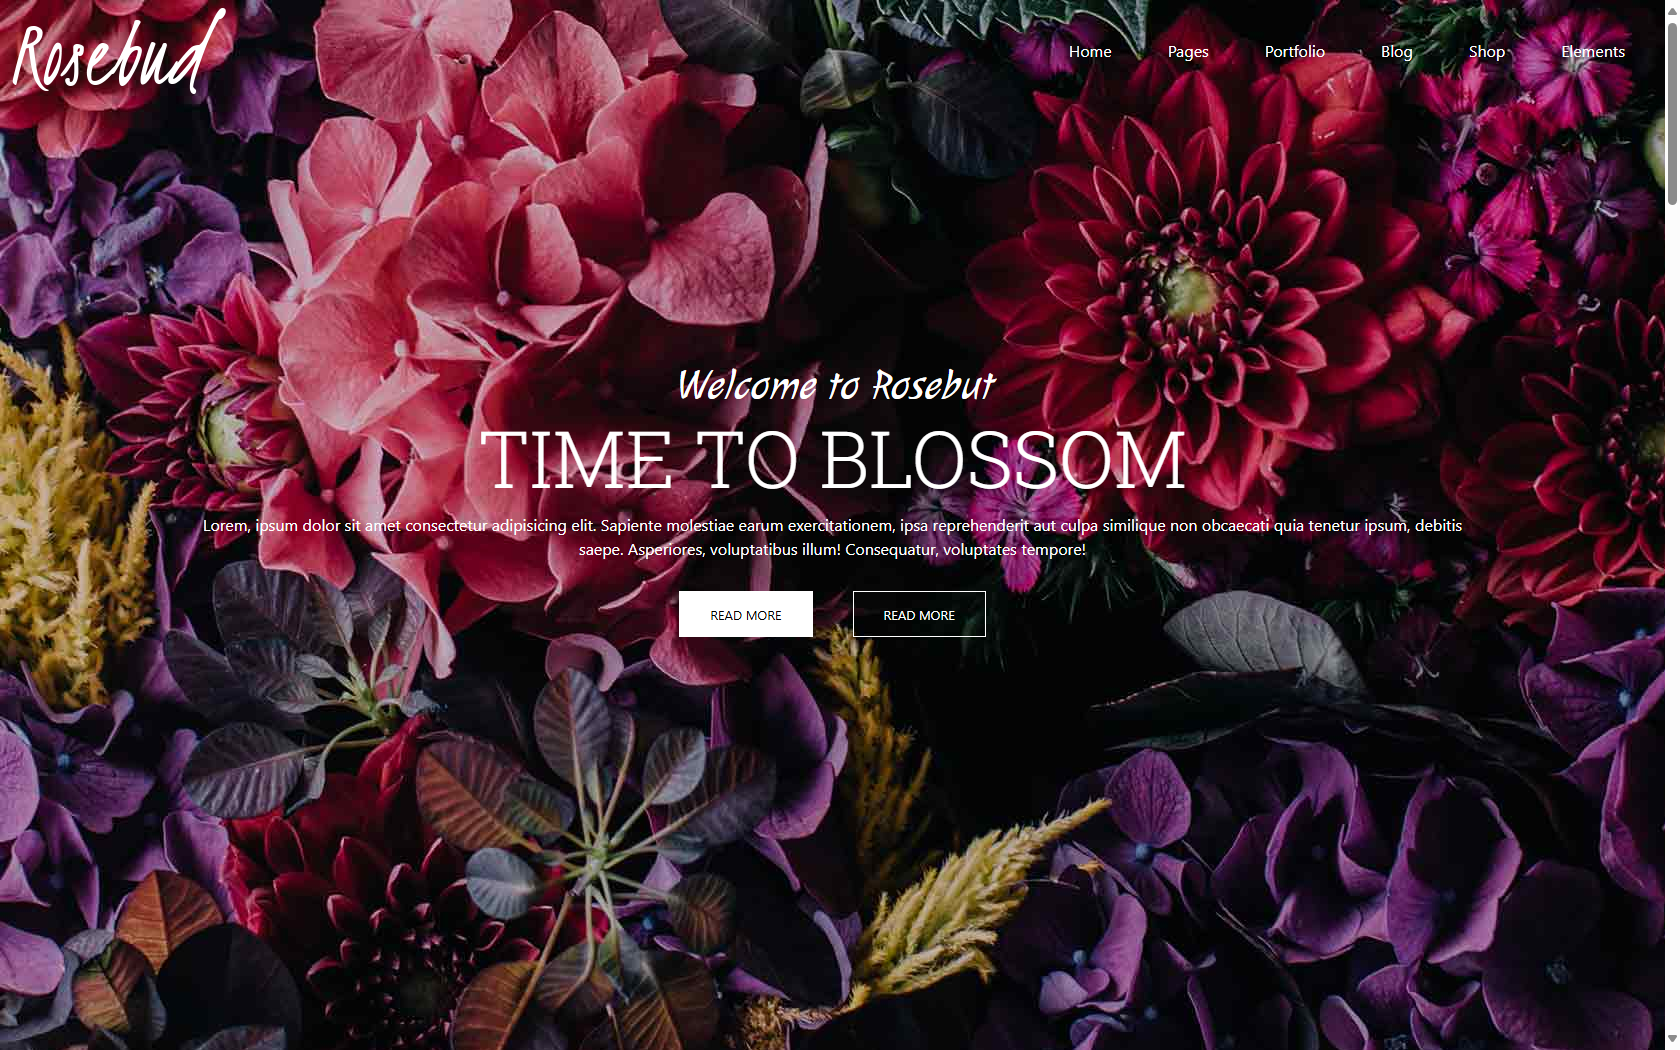 Rosebud
Home Pages Portfolio Blog Shop Elements
Welcome to Rosebut
TIME TO BLOSSOM
Lorem, ipsum dolor sit amet consectetur adipisicing elit. Sapiente molestiae earum exercitationem, ipsa reprehenderit aut culpa similique non obcaecati quia tenetur ipsum, debitis
saepe. Asperiores, voluptatibus illum! Consequatur, voluptates tempore!
READ MORE READ MORE